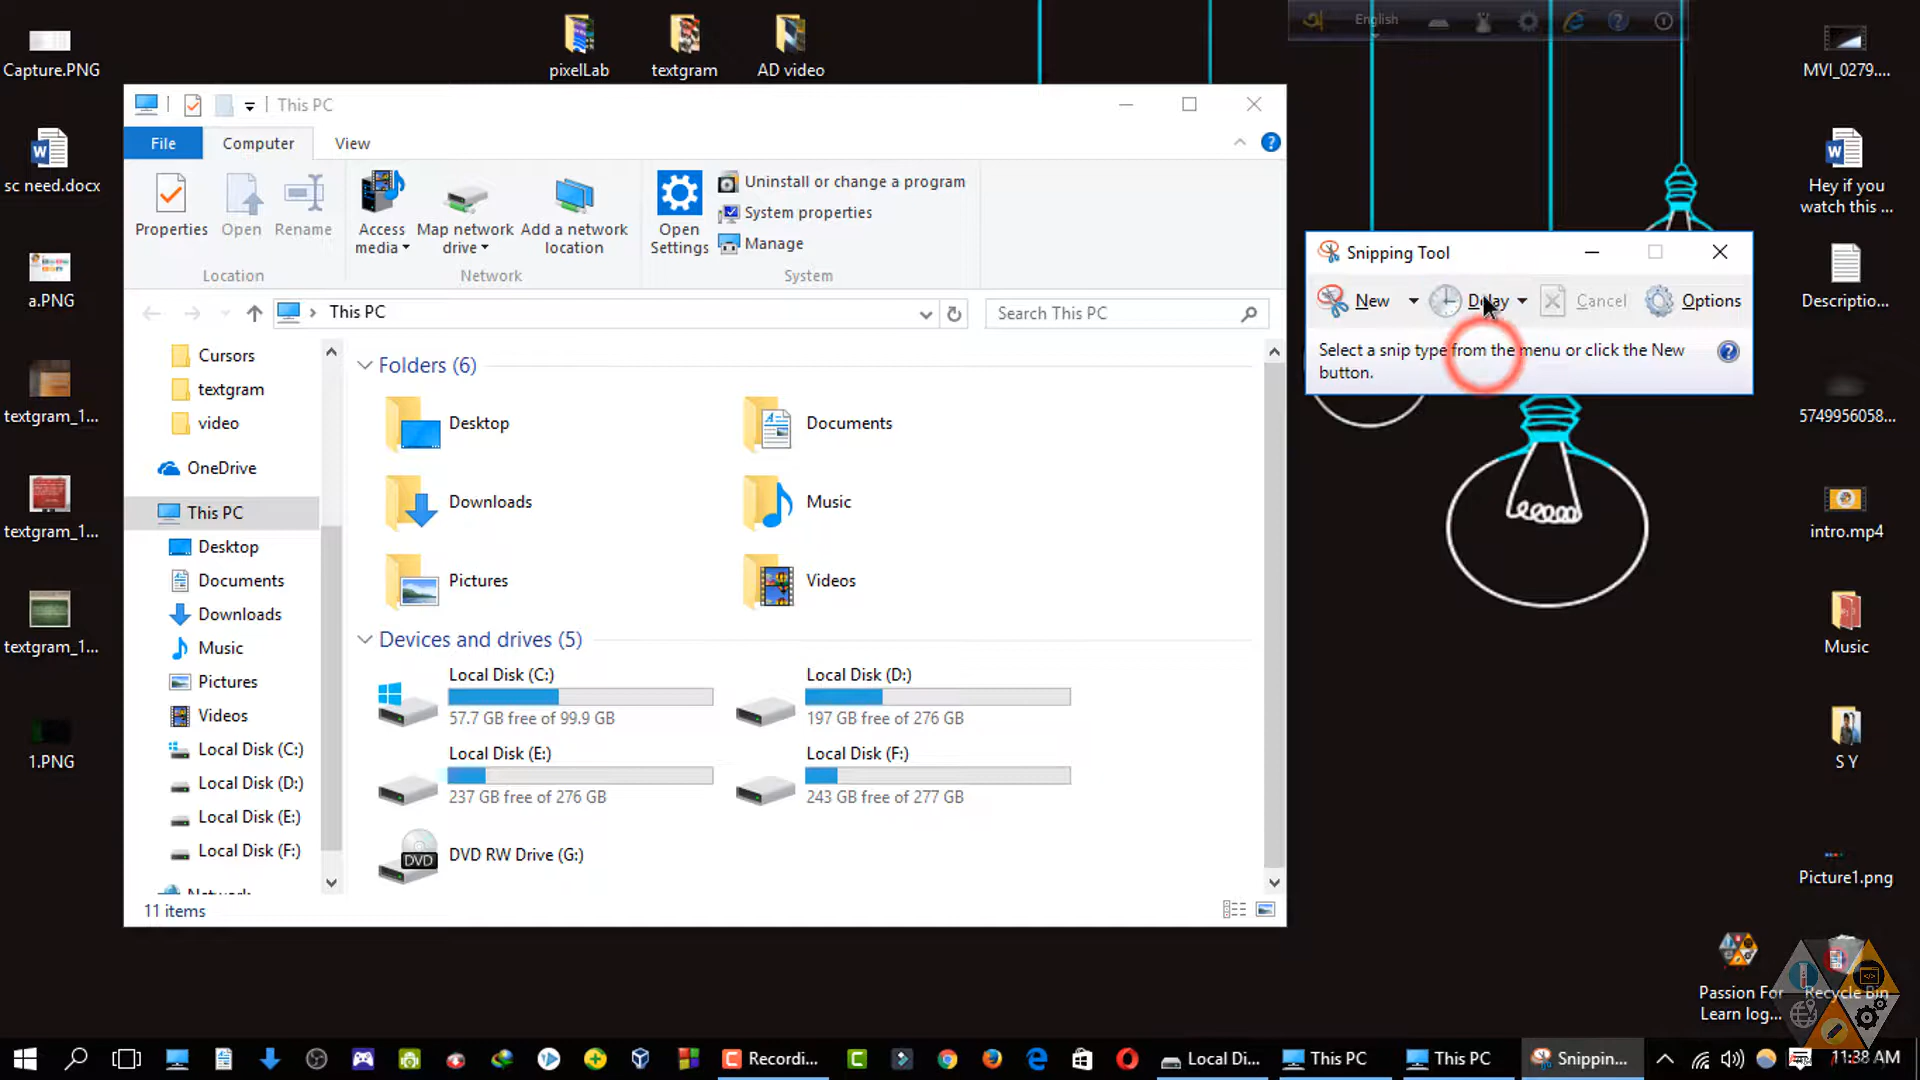 Capture.PNG
pixelLab
textgram
AD video
English
MVI_0279....
sc need.docx
Hey if you
watch this ...
a.PNG
Descriptio...
textgram_1...
5749956058...
textgram_1...
intro.mp4
textgram_1...
Music
1.PNG
S Y
Picture1.png
Passion For
Learn log...
Recycle Bin
This PC
File
Computer
View
Properties
Open
Rename
Access
media
Map network
drive
Add a network
location
Open
Settings
Uninstall or change a program
System properties
Manage
Location
Network
System
This PC
Search This PC
Cursors
textgram
video
OneDrive
This PC
Desktop
Documents
Downloads
Music
Pictures
Videos
Local Disk (C:)
Local Disk (D:)
Local Disk (E:)
Local Disk (F:)
Network
Folders (6)
Desktop
Documents
Downloads
Music
Pictures
Videos
Devices and drives (5)
Local Disk (C:)
57.7 GB free of 99.9 GB
Local Disk (D:)
197 GB free of 276 GB
Local Disk (E:)
237 GB free of 276 GB
Local Disk (F:)
243 GB free of 277 GB
DVD
DVD RW Drive (G:)
11 items
Snipping Tool
New
Delay
Cancel
Options
Select a snip type from the menu or click the New
button.
Recordi...
Local Di...
This PC
This PC
Snippin...
11:38 AM